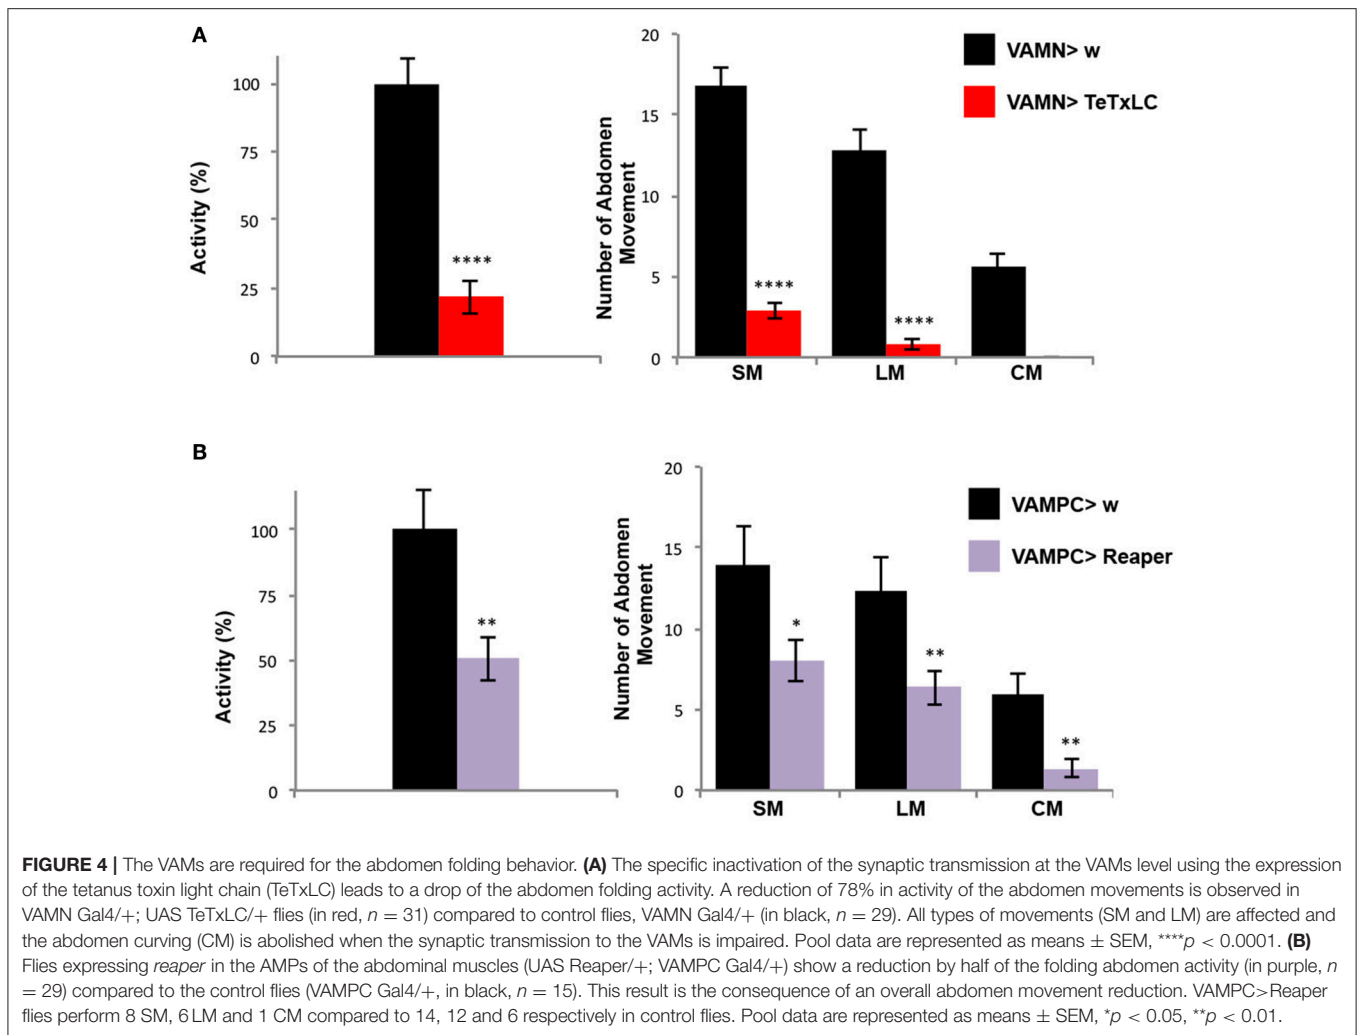 A
Activity (%)
100
75
50
25
0
****
Number of Abdomen
Movement
20
15
10
5
0
****
****
SM
LM
CM
VAMN> w
VAMN> TeTxLC
B
Activity (%)
100
75
50
25
0
**
Number of Abdomen
Movement
20
15
10
5
0
*
**
**
SM
LM
CM
VAMPC> w
VAMPC> Reaper
FIGURE 4 | The VAMs are required for the abdomen folding behavior. (A) The specific inactivation of the synaptic transmission at the VAMs level using the expression
of the tetanus toxin light chain (TeTxLC) leads to a drop of the abdomen folding activity. A reduction of 78% in activity of the abdomen movements is observed in
VAMN Gal4/+; UAS TeTxLC/+ flies (in red, n = 31) compared to control flies, VAMN Gal4/+ (in black, n = 29). All types of movements (SM and LM) are affected and
the abdomen curving (CM) is abolished when the synaptic transmission to the VAMs is impaired. Pool data are represented as means ± SEM, ****p < 0.0001. (B)
Flies expressing reaper in the AMPs of the abdominal muscles (UAS Reaper/+; VAMPC Gal4/+) show a reduction by half of the folding abdomen activity (in purple, n
= 29) compared to the control flies (VAMPC Gal4/+, in black, n = 15). This result is the consequence of an overall abdomen movement reduction. VAMPC>Reaper
flies perform 8 SM, 6 LM and 1 CM compared to 14, 12 and 6 respectively in control flies. Pool data are represented as means ± SEM, *p < 0.05, **p < 0.01.